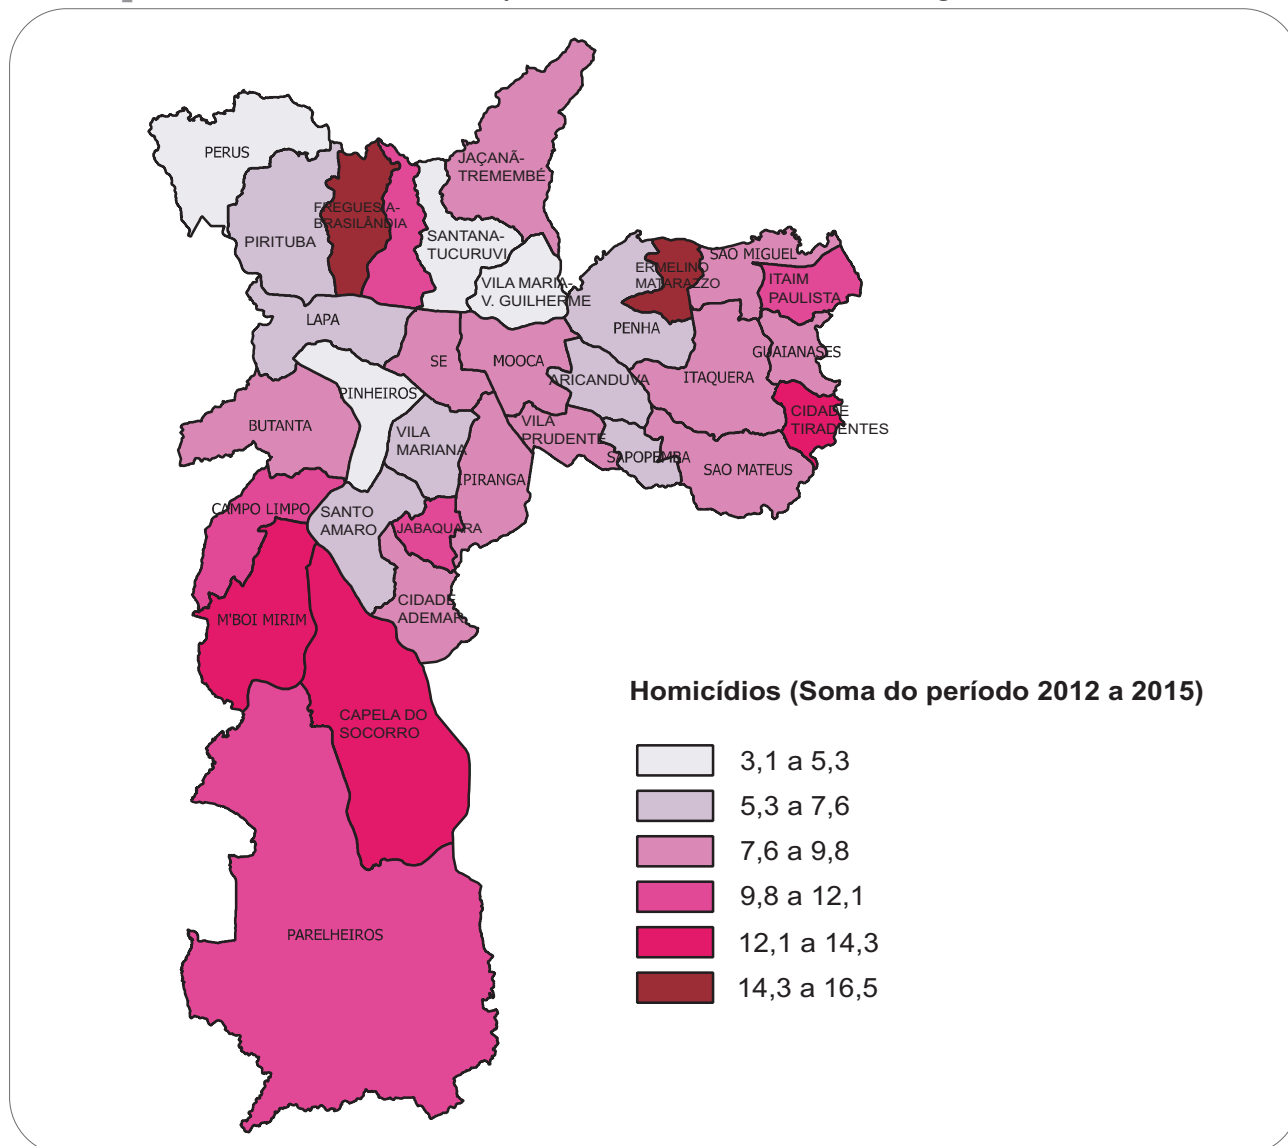 PERUS
JAÇANÃ-
TREMEMBÉ
FREGUESIA-
BRASILÂNDIA
PIRITUBA
SANTANA-
TUCURUVI
VILA MARIA-
V. GUILHERME
ERMELINO
MATARAZZO
SAO MIGUEL
ITAIM
PAULISTA
LAPA
PENHA
SE
MOOCA
GUAIANASES
ARICANDUVA
ITAQUERA
PINHEIROS
BUTANTA
VILA
MARIANA
VILA
PRUDENTE
CIDADE
TIRADENTES
SAPOPEMBA
SAO MATEUS
IPIRANGA
CAMPO LIMPO
SANTO
AMARO
JABAQUARA
CIDADE
ADEMAR
M'BOI MIRIM
CAPELA DO
SOCORRO
PARELHEIROS
Homicídios (Soma do período 2012 a 2015)
3,1 a 5,3
5,3 a 7,6
7,6 a 9,8
9,8 a 12,1
12,1 a 14,3
14,3 a 16,5